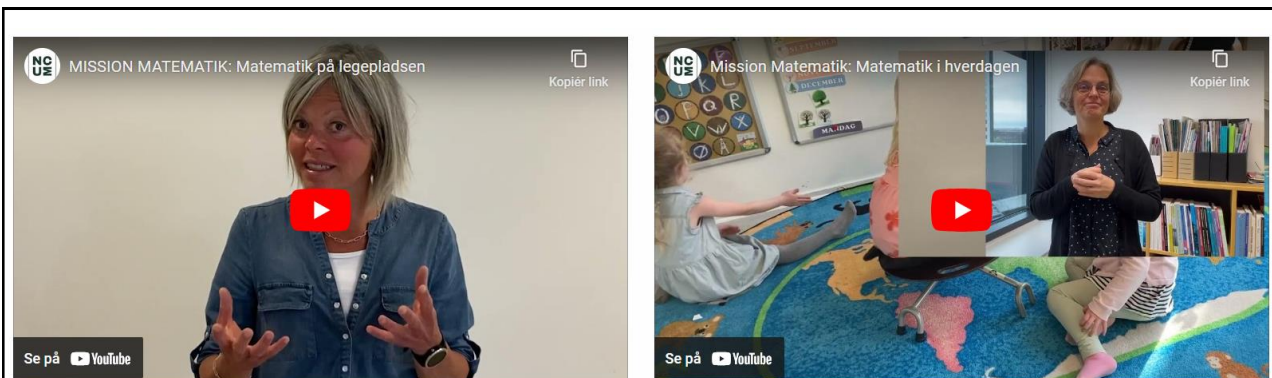 NC
UM
MISSION MATEMATIK: Matematik på legepladsen
Kopiér link
Se på YouTube
NC
UM
Mission Matematik: Matematik i hverdagen
Kopiér link
SEPTEMBER
DECEMBER
MANDAG
K
L
F
Q
R
V
W
X
Ø
Å
Se på YouTube